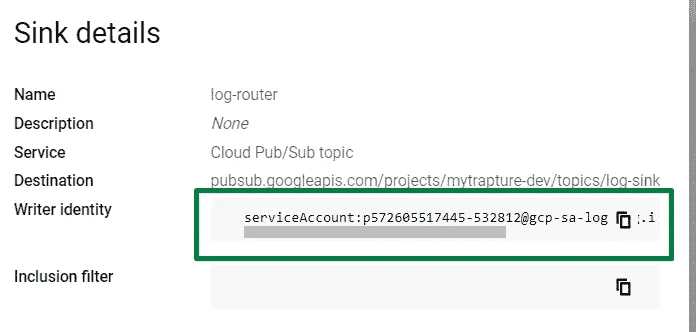 Sink details
Name log-router
Description None
Service Cloud Pub/Sub topic
Destination pubsub.googleapis.com/projects/mytrapture-dev/topics/log-sink
Writer identity serviceAccount:p572605517445-532812@gcp-sa-log g.i
Inclusion filter